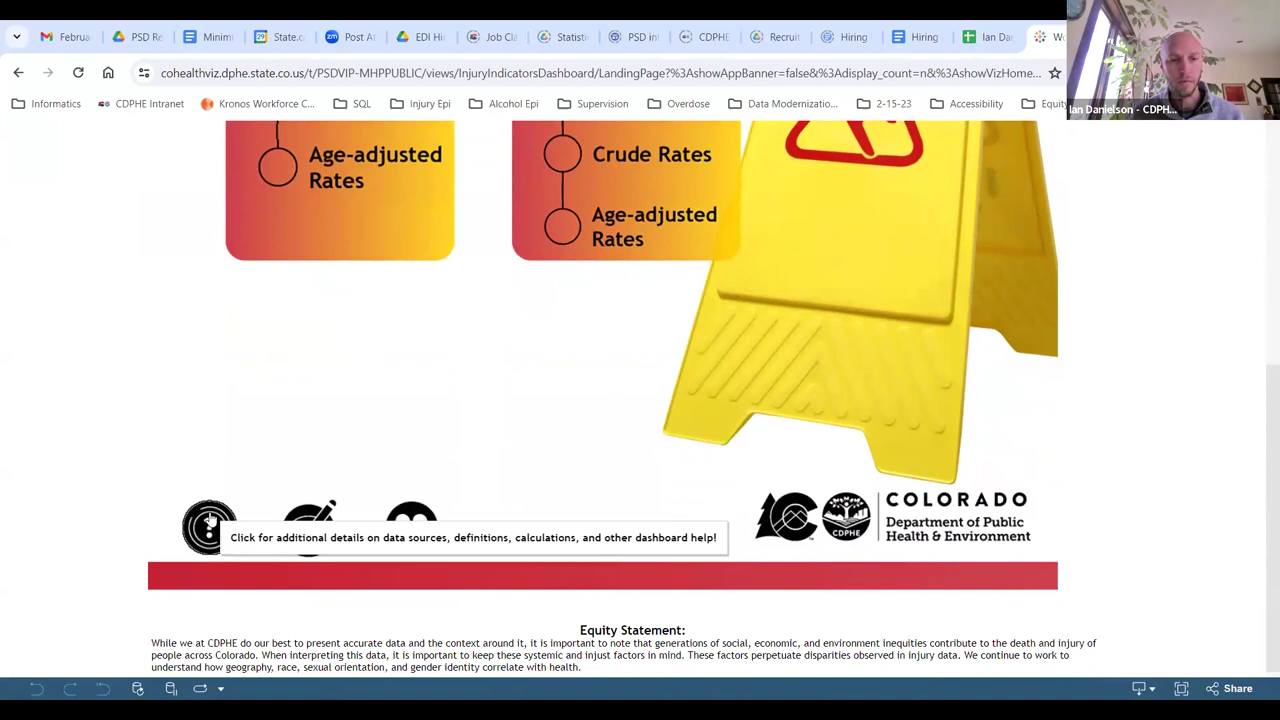 Februa
PSD Re
Minim
State.c
Post At
EDI Hi
Job Cla
Statisti
PSD in
CDPHE
Recruit
Hiring
Hiring
Ian Dan
Wo
cohealthviz.dphe.state.co.us/t/PSDVIP-MHPPUBLIC/views/InjuryIndicatorsDashboard/LandingPage?%3AshowAppBanner=false&%3Adisplay_count=n&%3AshowVizHome...
Informatics
CDPHE Intranet
Kronos Workforce C...
SQL
Injury Epi
Alcohol Epi
Supervision
Overdose
Data Modernizatio...
2-15-23
Accessibility
Equity
Ian Danielson - CDPH...
Age-adjusted
Rates
Crude Rates
Age-adjusted
Rates
Click for additional details on data sources, definitions, calculations, and other dashboard help!
CDPHE
COLORADO
Department of Public
Health & Environment
Equity Statement:
While we at CDPHE do our best to present accurate data and the context around it, it is important to note that generations of social, economic, and environment inequities contribute to the death and injury of
people across Colorado. When interpreting this data, it is important to keep these systemic and injust factors in mind. These factors perpetuate disparities observed in injury data. We continue to work to
understand how geography, race, sexual orientation, and gender identity correlate with health.
Share